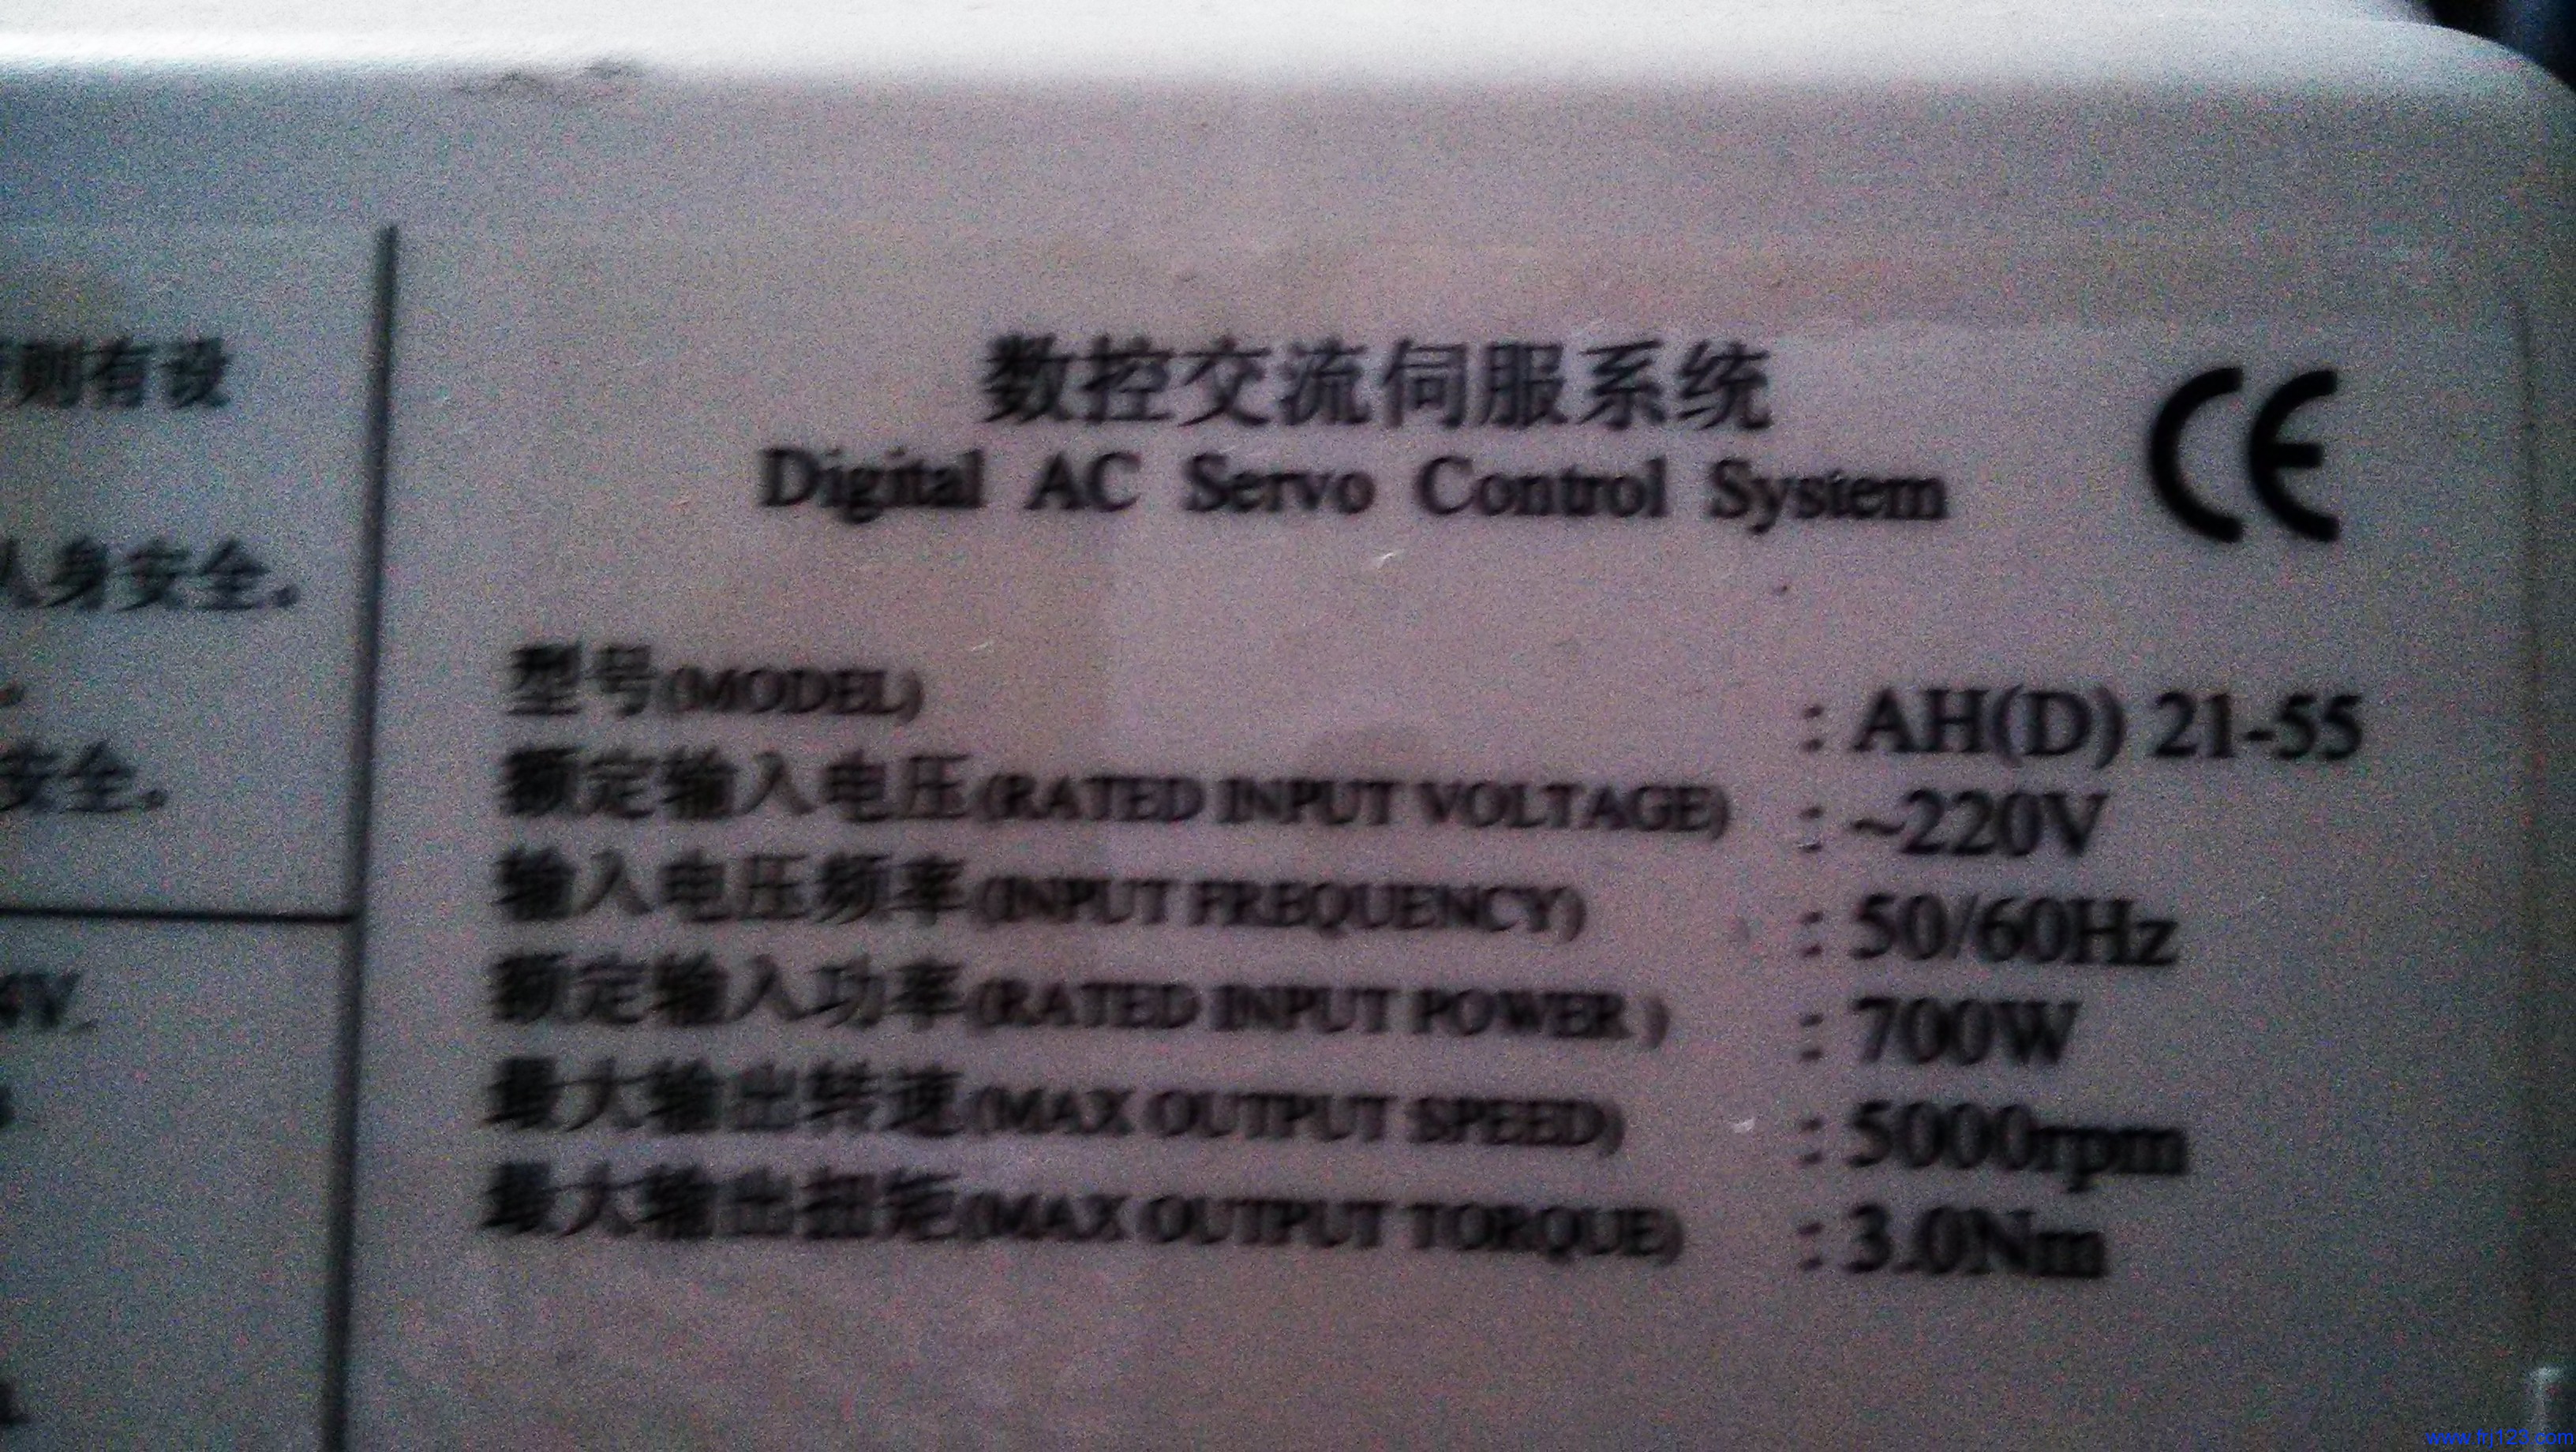 则有设
人身安全。
安全。
数控交流伺服系统
Digital AC Servo Control System
CE
型号(MODEL) : AH(D) 21-55
额定输入电压(RATED INPUT VOLTAGE) : ~220V
输入电压频率(INPUT FREQUENCY) : 50/60Hz
额定输入功率(RATED INPUT POWER) : 700W
最大输出转速(MAX OUTPUT SPEED) : 5000rpm
最大输出扭矩(MAX OUTPUT TORQUE) : 3.0Nm